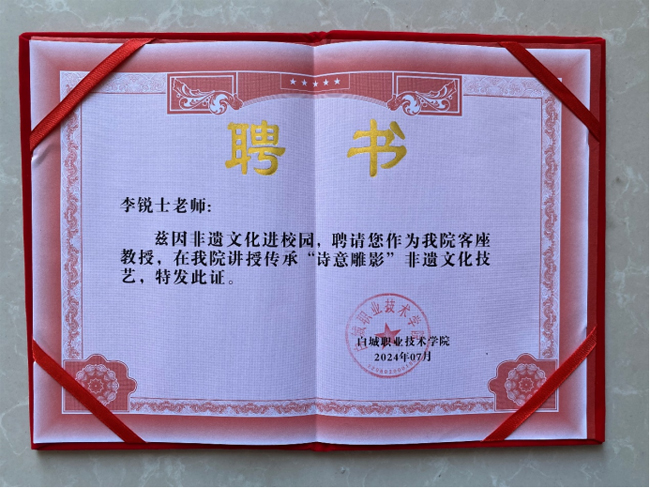 聘 书
李锐士老师:
兹因非遗文化进校园，聘请您作为我院客座
教授，在我院讲授传承“诗意雕影”非遗文化技
艺，特发此证。
白城职业技术学院
白城职业技术学院
2024年07月